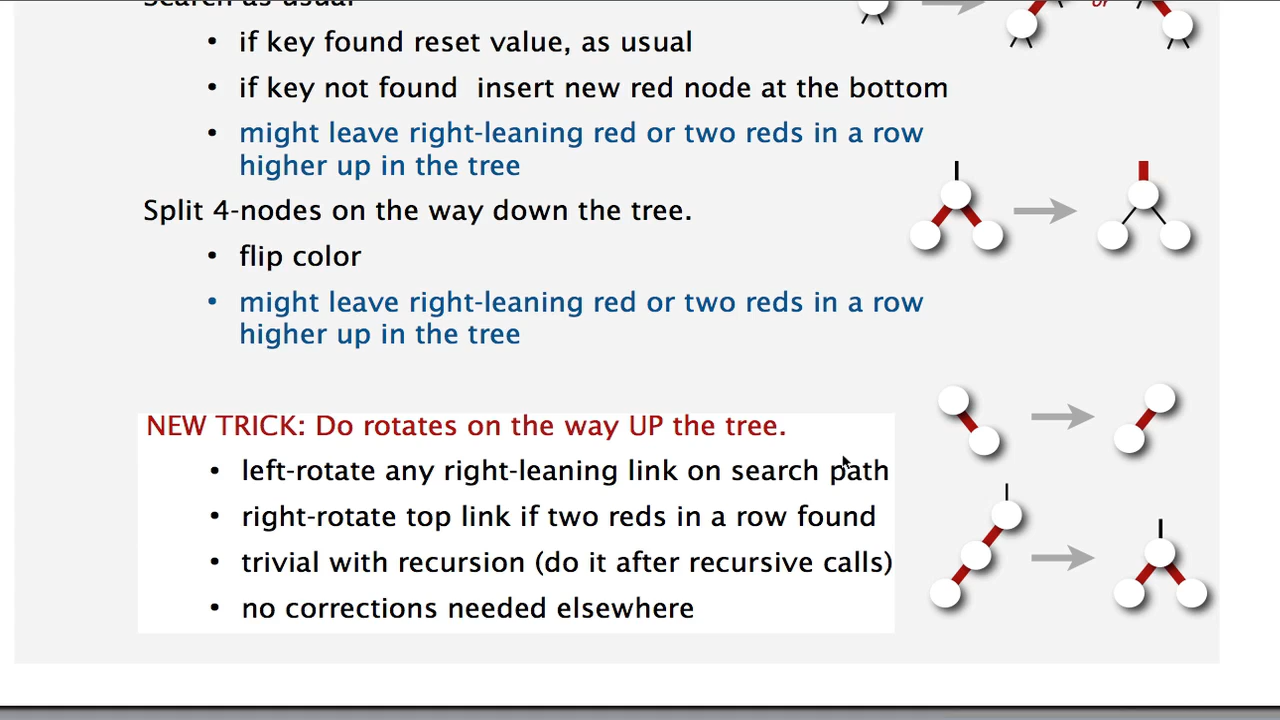 Search as usual
or
• if key found reset value, as usual
• if key not found  insert new red node at the bottom
• might leave right-leaning red or two reds in a row
higher up in the tree
Split 4-nodes on the way down the tree.
• flip color
• might leave right-leaning red or two reds in a row
higher up in the tree
NEW TRICK: Do rotates on the way UP the tree.
• left-rotate any right-leaning link on search path
• right-rotate top link if two reds in a row found
• trivial with recursion (do it after recursive calls)
• no corrections needed elsewhere